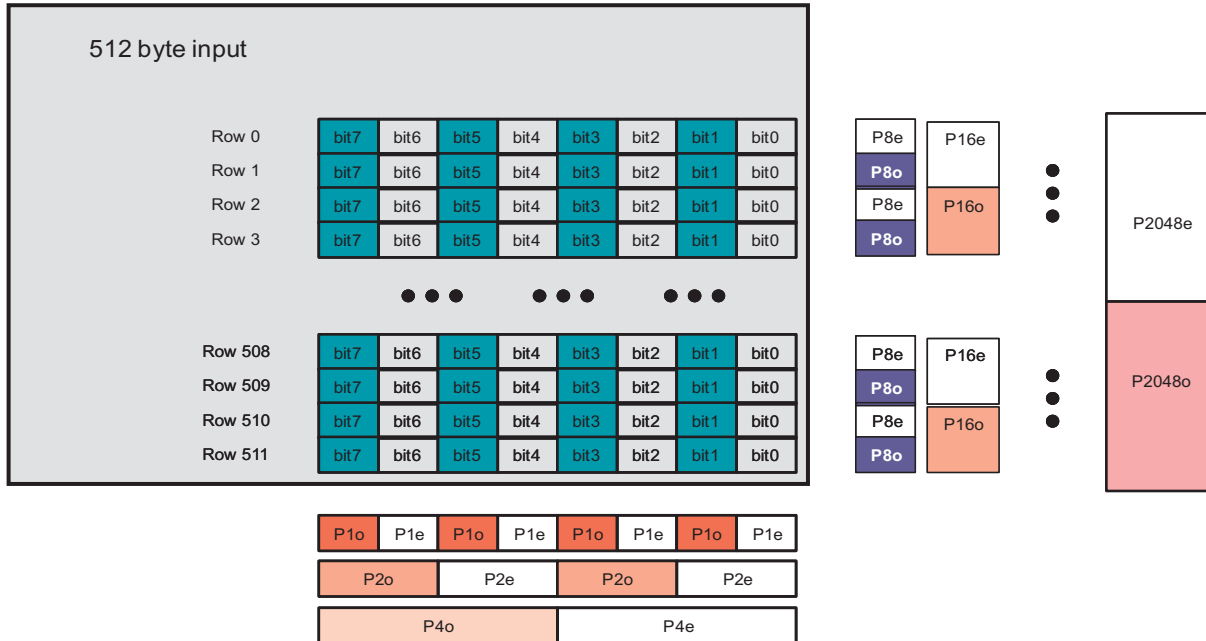 512 byte input
Row 0 bit7 bit6 bit5 bit4 bit3 bit2 bit1 bit0 P8e P16e
Row 1 bit7 bit6 bit5 bit4 bit3 bit2 bit1 bit0 P8o
Row 2 bit7 bit6 bit5 bit4 bit3 bit2 bit1 bit0 P8e P16o P2048e
Row 3 bit7 bit6 bit5 bit4 bit3 bit2 bit1 bit0 P8o
Row 508 bit7 bit6 bit5 bit4 bit3 bit2 bit1 bit0 P8e P16e
Row 509 bit7 bit6 bit5 bit4 bit3 bit2 bit1 bit0 P8o P2048o
Row 510 bit7 bit6 bit5 bit4 bit3 bit2 bit1 bit0 P8e P16o
Row 511 bit7 bit6 bit5 bit4 bit3 bit2 bit1 bit0 P8o
P1o P1e P1o P1e P1o P1e P1o P1e
P2o P2e P2o P2e
P4o P4e